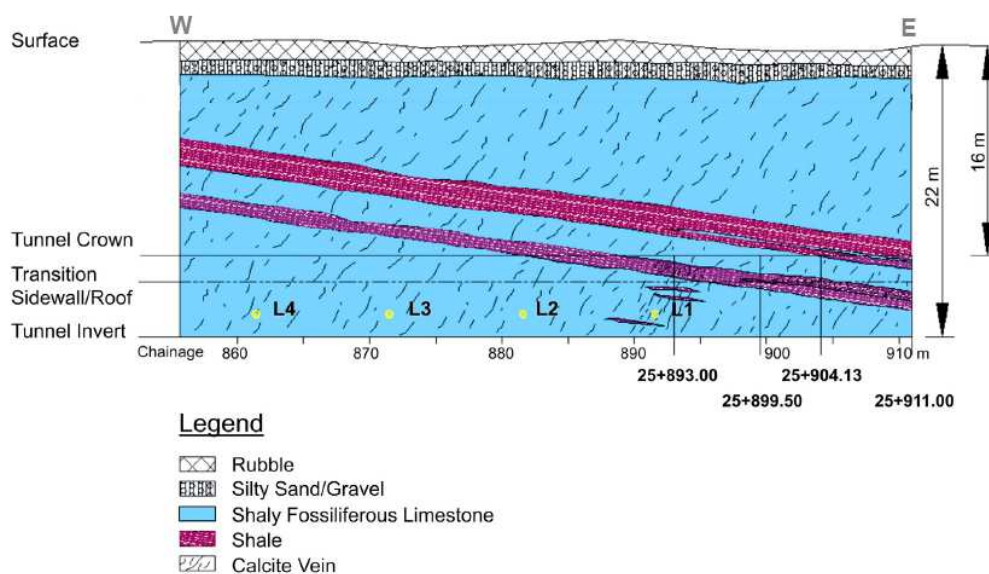 W E
Surface
16 m
22 m
Tunnel Crown
Transition
Sidewall/Roof
L4 L3 L2 L1
Tunnel Invert
Chainage 860 870 880 890 900 910 m
25+893.00 25+904.13
25+899.50 25+911.00
Legend
Rubble
Silty Sand/Gravel
Shaly Fossiliferous Limestone
Shale
Calcite Vein